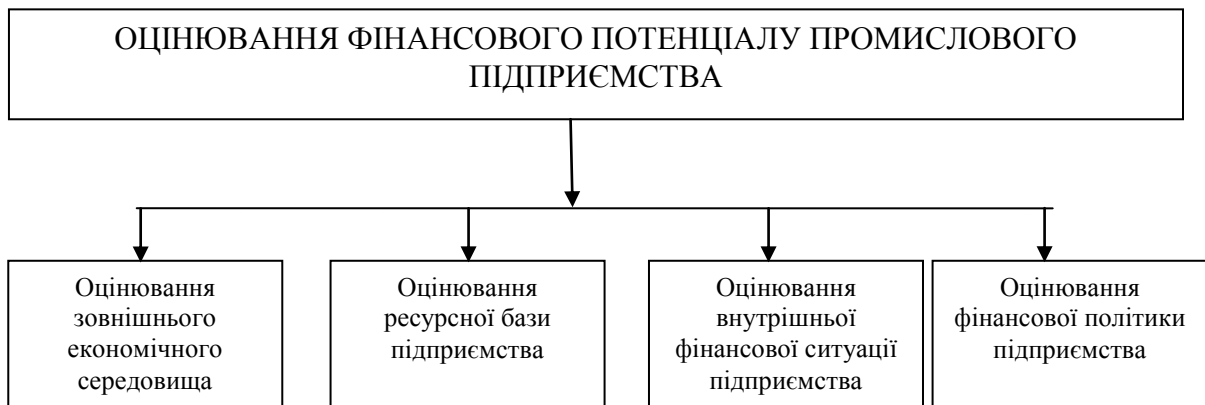 ОЦІНЮВАННЯ ФІНАНСОВОГО ПОТЕНЦІАЛУ ПРОМИСЛОВОГО
ПІДПРИЄМСТВА
Оцінювання
зовнішнього
економічного
середовища
Оцінювання
ресурсної бази
підприємства
Оцінювання
внутрішньої
фінансової ситуації
підприємства
Оцінювання
фінансової політики
підприємства